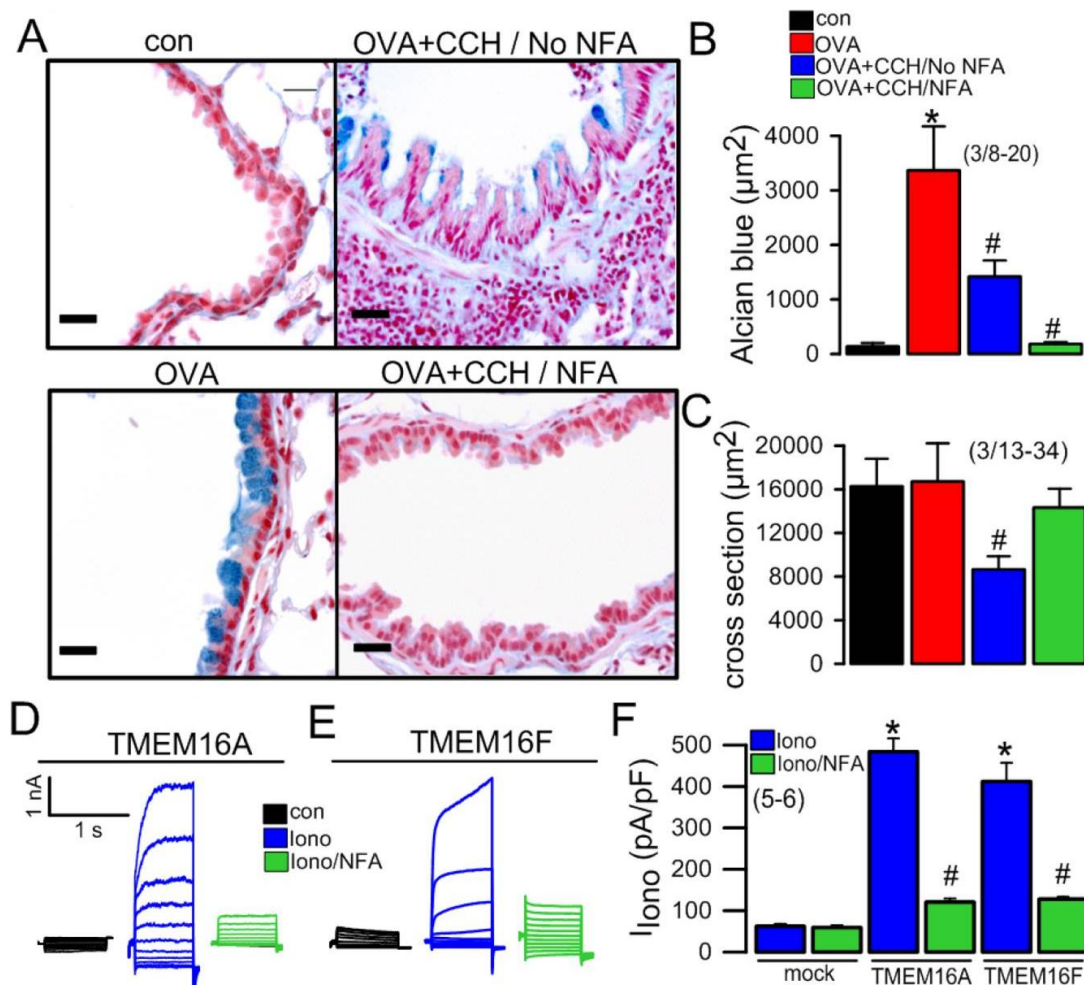 A
con
OVA+CCH / No NFA
OVA
OVA+CCH / NFA
B
con
OVA
OVA+CCH/No NFA
OVA+CCH/NFA
Alcian blue (µm²)
4000
3000
2000
1000
0
*
(3/8-20)
#
#
C
cross section (µm²)
20000
16000
12000
8000
4000
0
(3/13-34)
#
D
TMEM16A
1 nA
1 s
con
Iono
Iono/NFA
E
TMEM16F
F
Iono
Iono/NFA
(5-6)
IIono (pA/pF)
500
400
300
200
100
0
*
#
*
#
mock
TMEM16A
TMEM16F